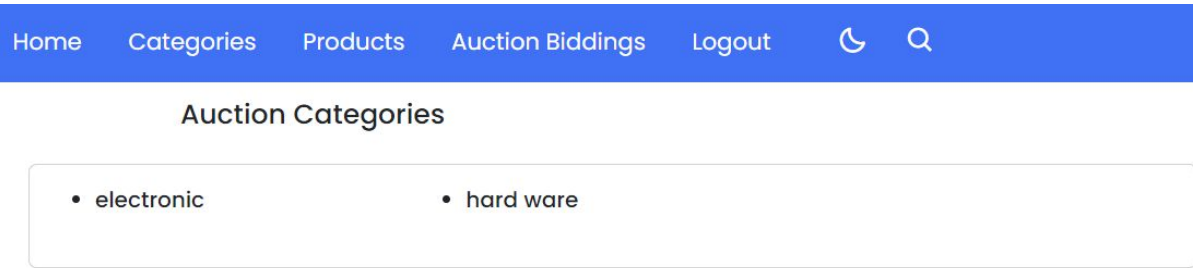 Home Categories Products Auction Biddings Logout
Auction Categories
• electronic • hard ware